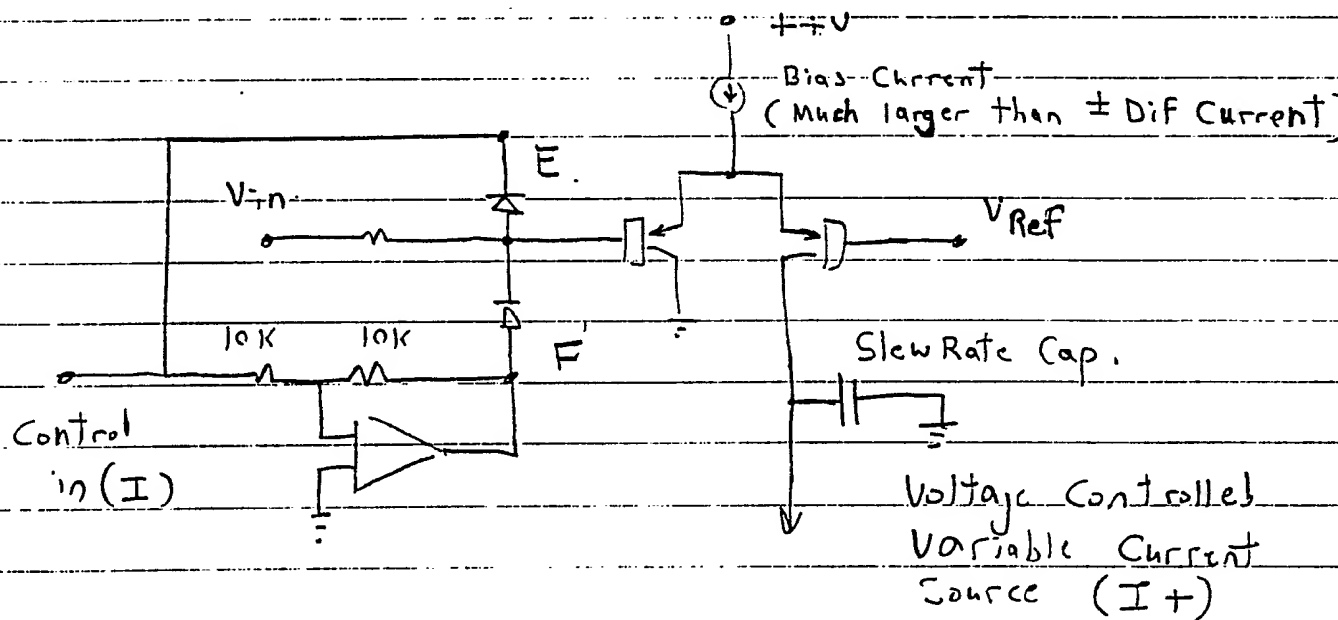 ++V
Bias Current
(Much larger than ± Dif Current)
E
V+n
VRef
10K 10K
F
Slew Rate Cap.
Control
in (I)
Voltage Controlled
Variable Current
Source (I+)